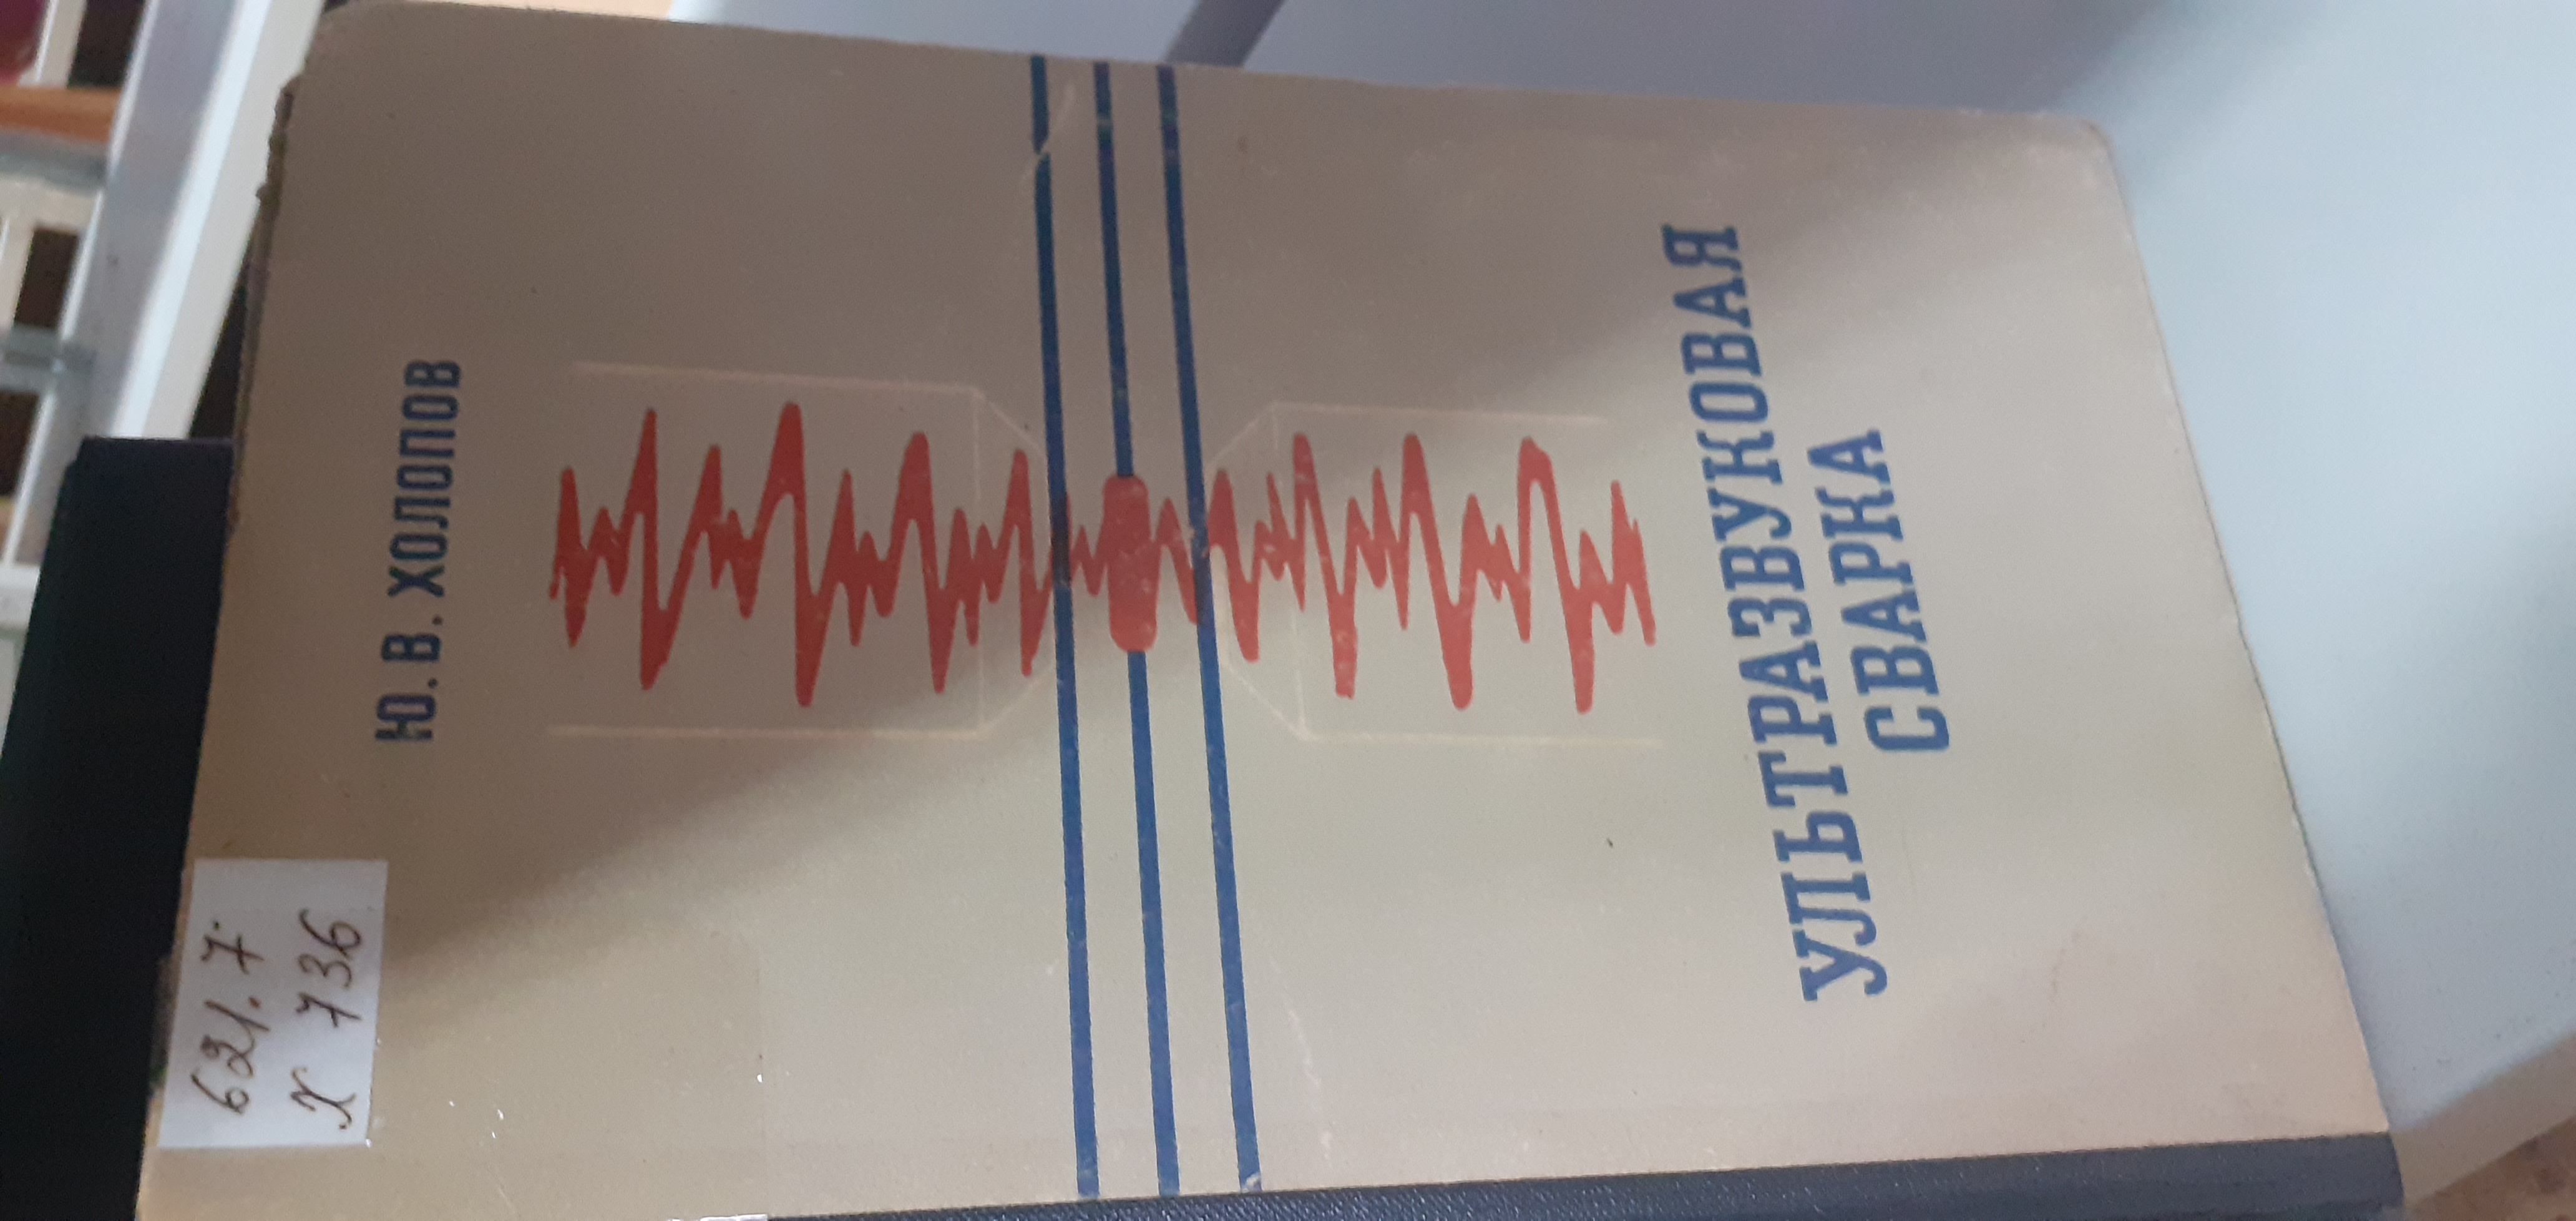 621.7
Х 736
Ю. В. ХОЛОПОВ
УЛЬТРАЗВУКОВАЯ
СВАРКА